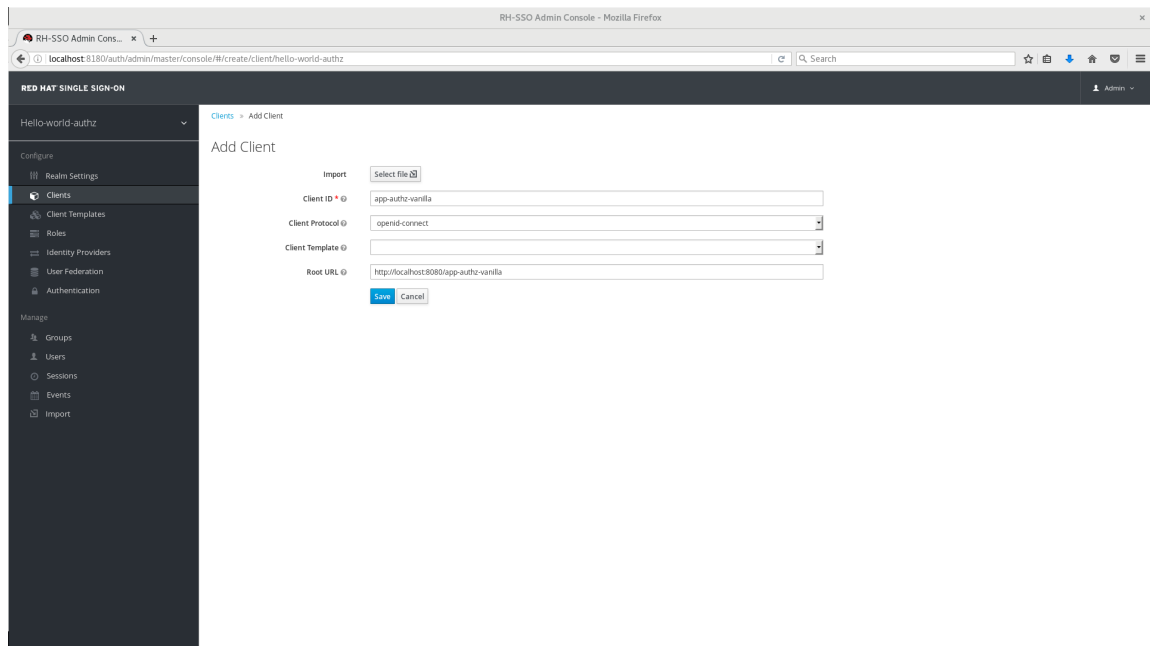 RH-SSO Admin Console - Mozilla Firefox
RH-SSO Admin Cons...
localhost:8180/auth/admin/master/console/#/create/client/hello-world-authz
Search
RED HAT SINGLE SIGN-ON
Admin
Hello-world-authz
Configure
Realm Settings
Clients
Client Templates
Roles
Identity Providers
User Federation
Authentication
Manage
Groups
Users
Sessions
Events
Import
Clients » Add Client
Add Client
Import
Select file
Client ID *
app-authz-vanilla
Client Protocol
openid-connect
Client Template
Root URL
http://localhost:8080/app-authz-vanilla
Save
Cancel